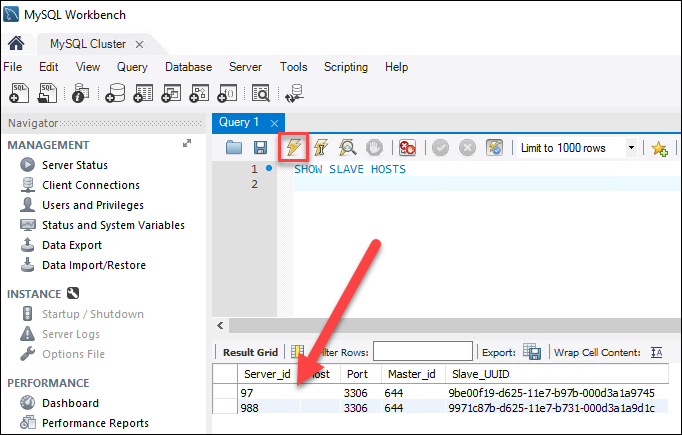 MySQL Workbench
MySQL Cluster ×
File Edit View Query Database Server Tools Scripting Help
Navigator
MANAGEMENT
Server Status
Client Connections
Users and Privileges
Status and System Variables
Data Export
Data Import/Restore
INSTANCE
Startup / Shutdown
Server Logs
Options File
PERFORMANCE
Dashboard
Performance Reports
Query 1 ×
Limit to 1000 rows
1 SHOW SLAVE HOSTS
2
Result Grid Filter Rows: Export: Wrap Cell Content:
Server_id Host Port Master_id Slave_UUID
97 3306 644 9be00f19-d625-11e7-b97b-000d3a1a9745
988 3306 644 9971c87b-d625-11e7-b731-000d3a1a9d1c